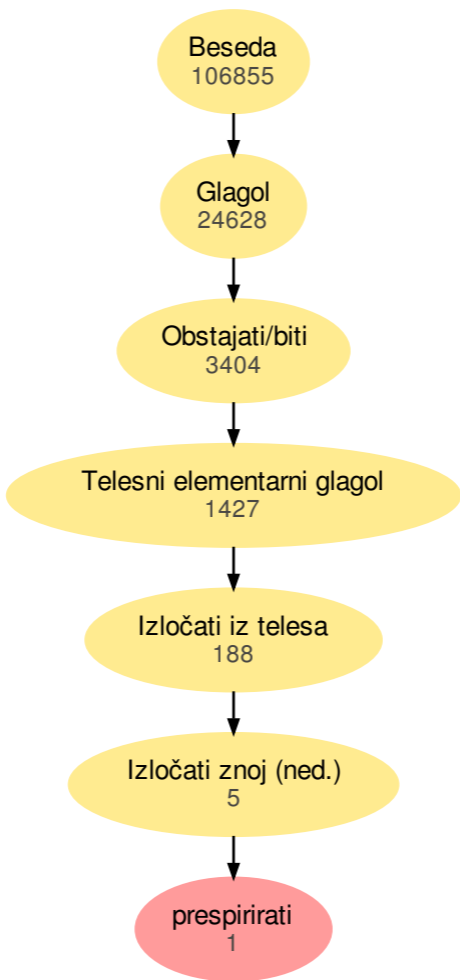 Beseda
106855
Glagol
24628
Obstajati/biti
3404
Telesni elementarni glagol
1427
Izločati iz telesa
188
Izločati znoj (ned.)
5
prespirirati
1